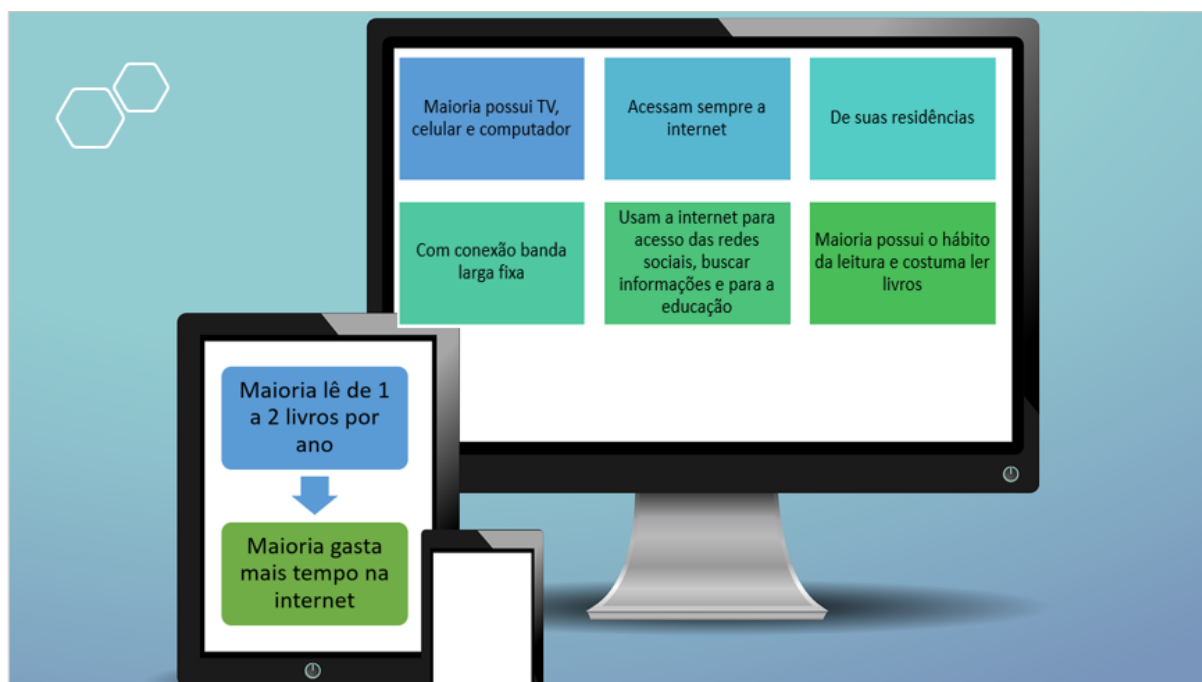 Maioria possui TV,
celular e computador
Acessam sempre a
internet
De suas residências
Com conexão banda
larga fixa
Usam a internet para
acesso das redes
sociais, buscar
informações e para a
educação
Maioria possui o hábito
da leitura e costuma ler
livros
Maioria lê de 1
a 2 livros por
ano
Maioria gasta
mais tempo na
internet